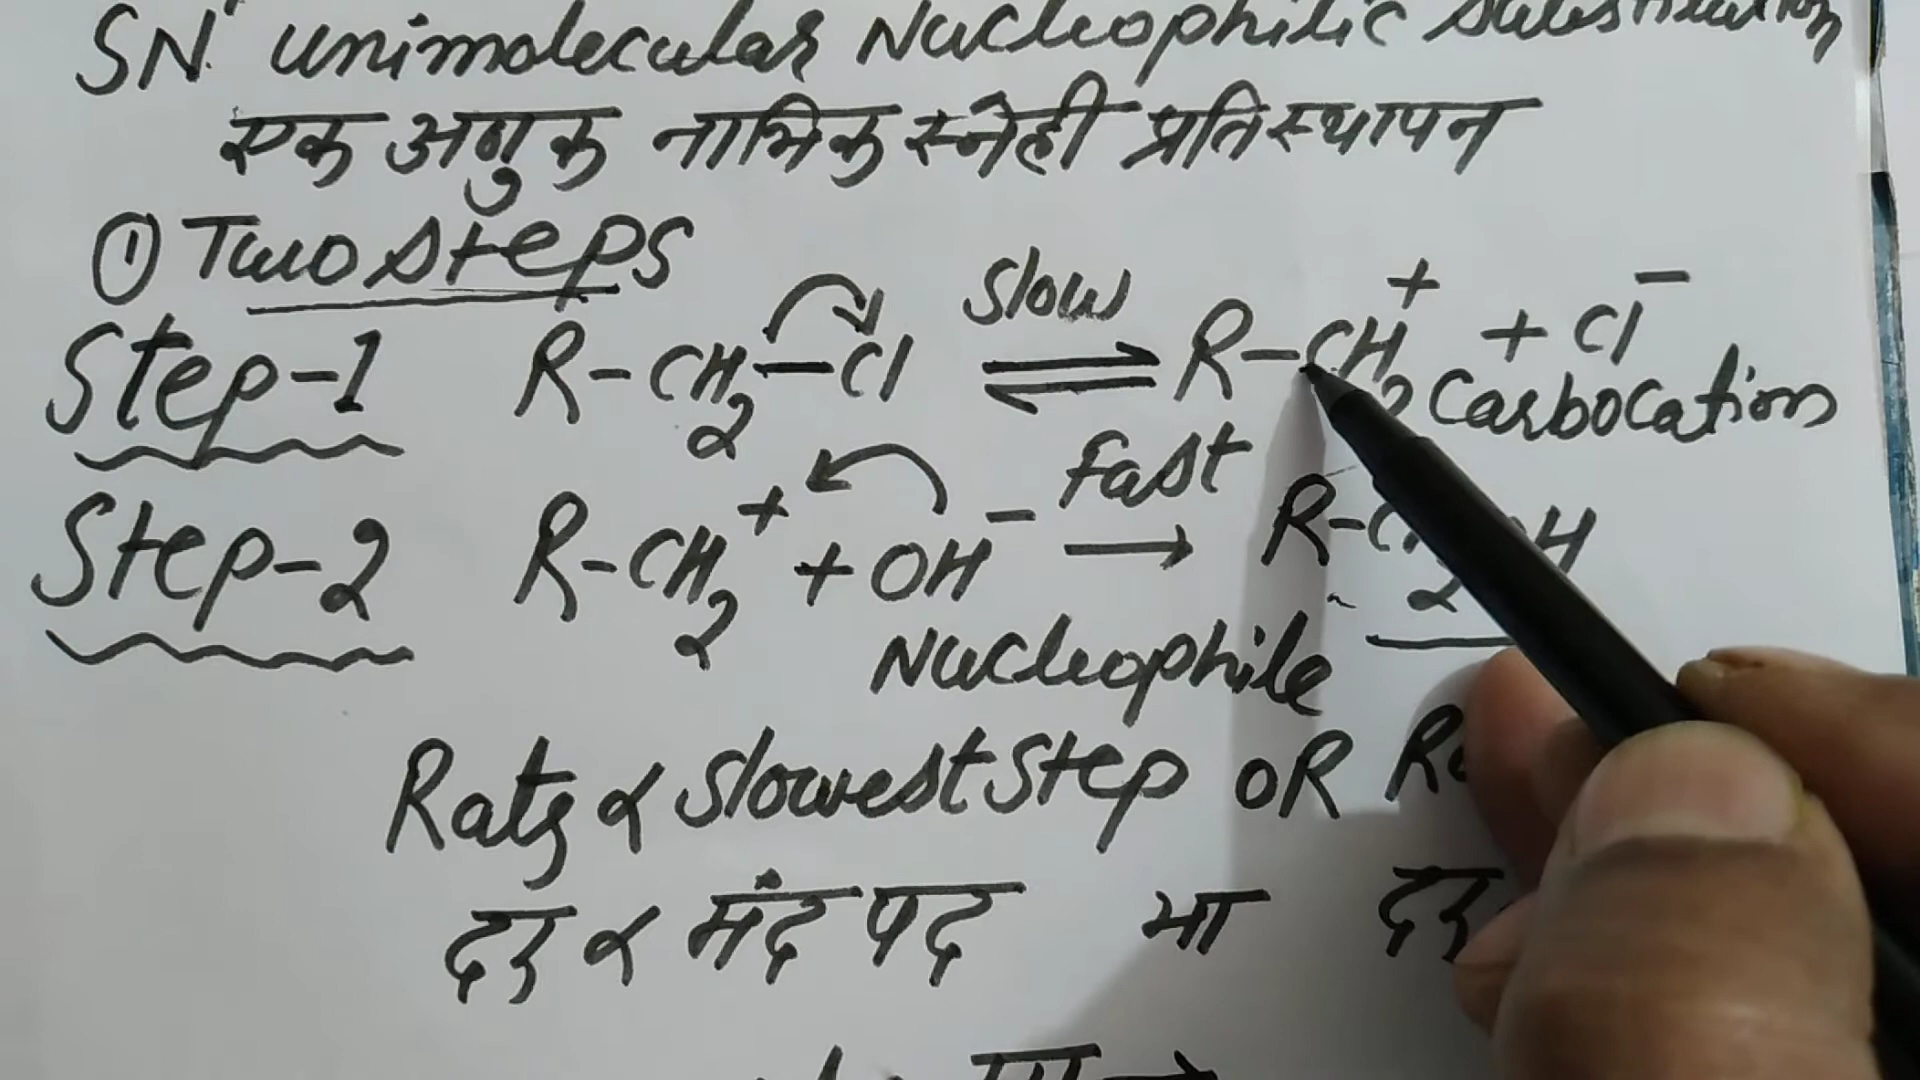 SN¹ unimolecular Nucleophilic Substitution
एक अणुक नाभिक स्नेही प्रतिस्थापन
① Two steps
Step-1 R-CH₂-Cl Slow ⇌ R-CH₂⁺ + Cl⁻
Carbocation
Step-2 R-CH₂⁺ + OH⁻ Fast → R-CH₂OH
Nucleophile
Rate ∝ Slowest Step OR
दर ∝ मंद पद या